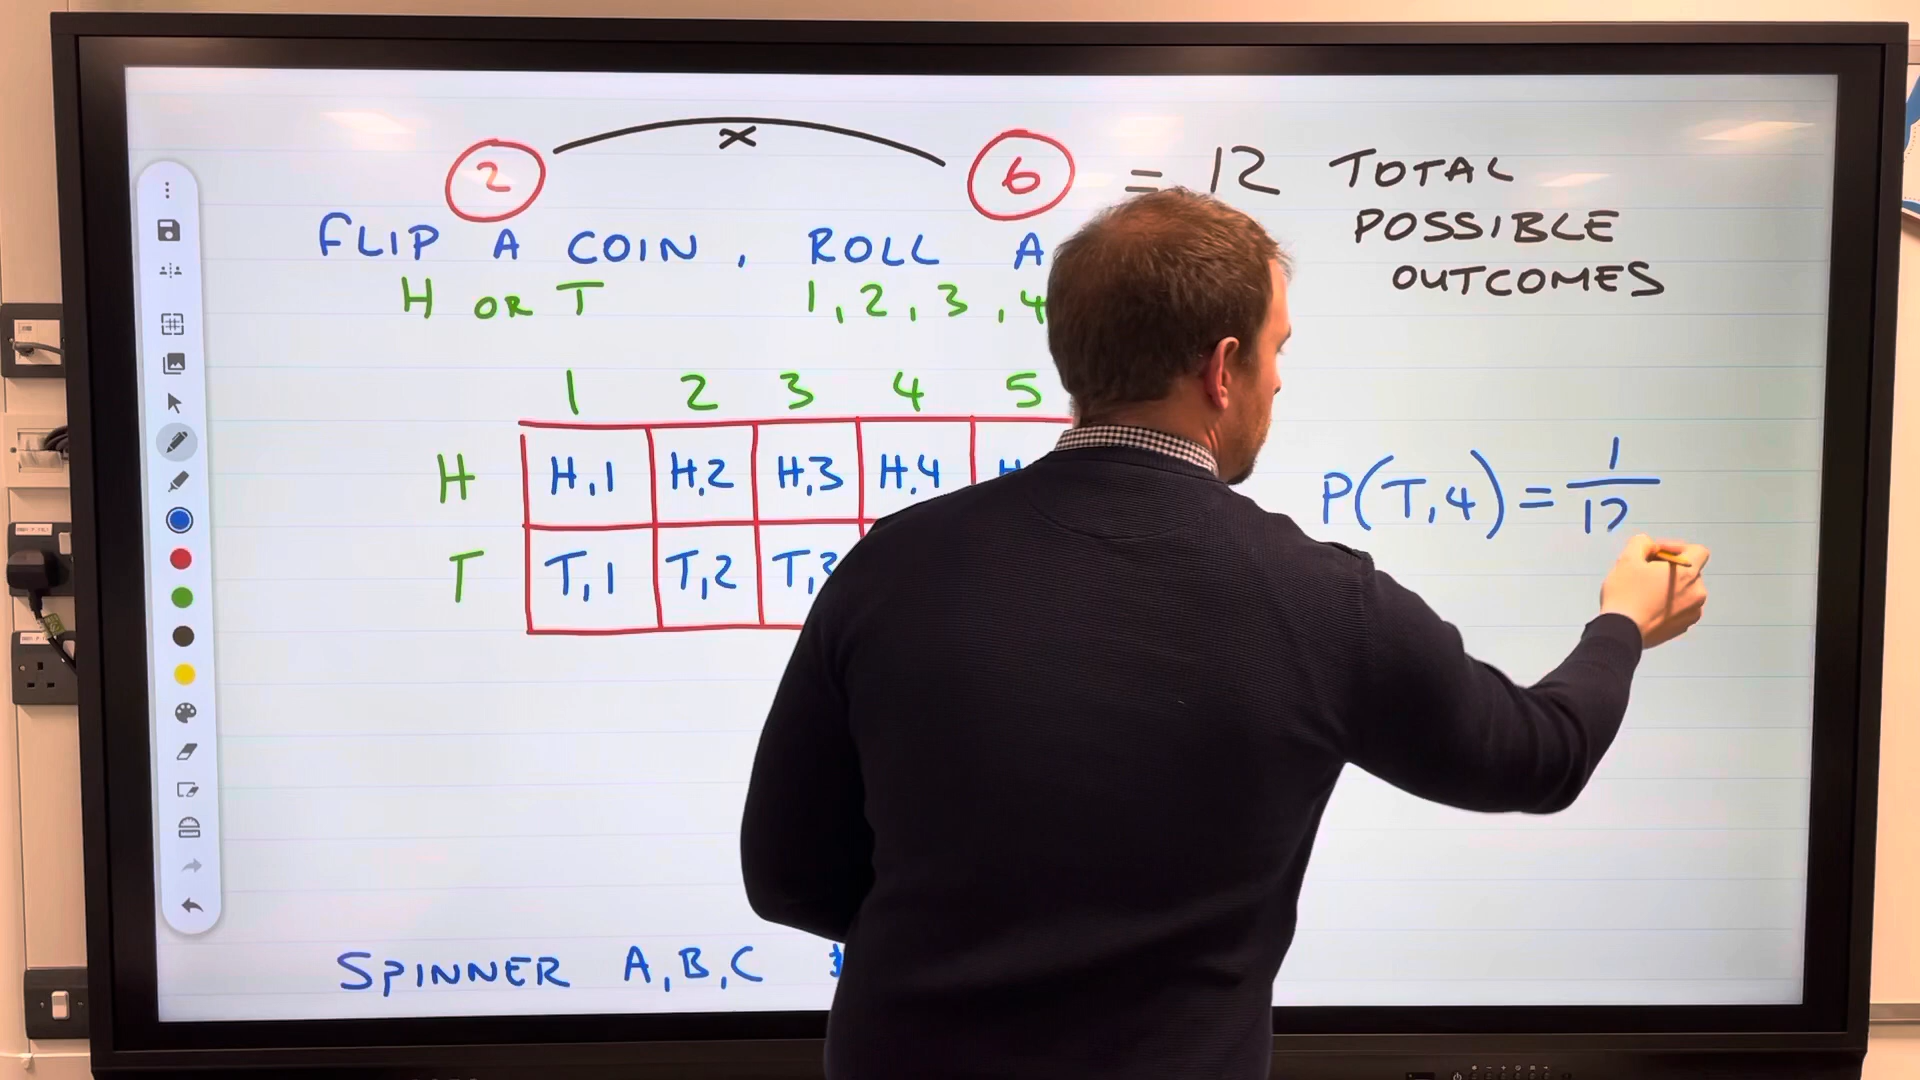 2 × 6 = 12 TOTAL
POSSIBLE
OUTCOMES
FLIP A COIN, ROLL A
H OR T 1, 2, 3, 4
1 2 3 4 5
H H,1 H,2 H,3 H,4 H
T T,1 T,2 T,3
P(T,4) = 1/12
SPINNER A, B, C